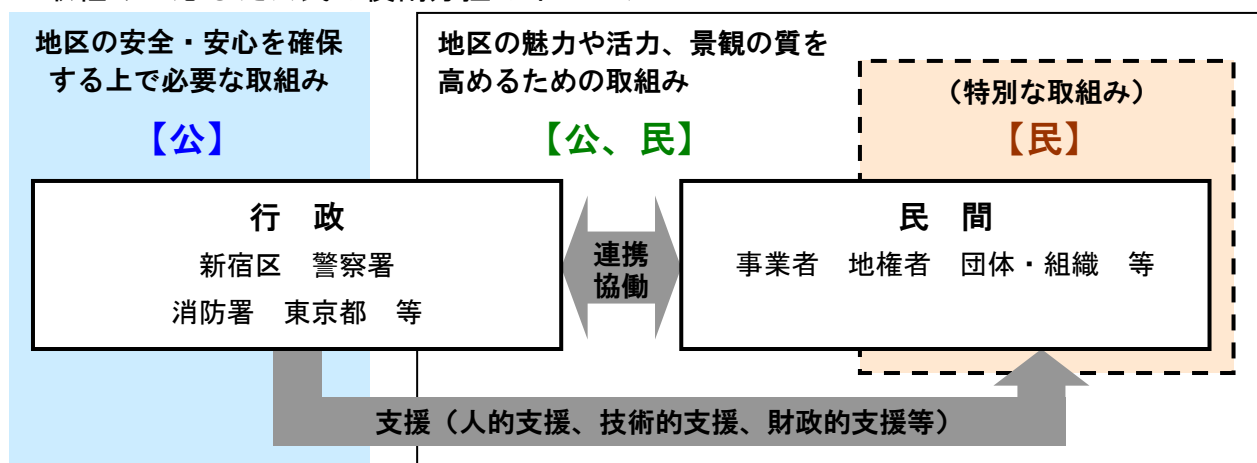 地区の安全・安心を確保
する上で必要な取組み
【公】
地区の魅力や活力、景観の質を
高めるための取組み
【公、民】
（特別な取組み）
【民】
行 政
新宿区 警察署
消防署 東京都 等
連携
協働
民 間
事業者 地権者 団体・組織 等
支援（人的支援、技術的支援、財政的支援等）